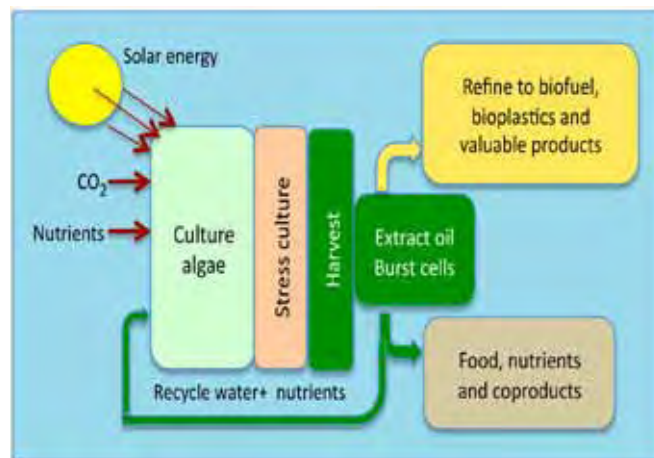 Solar energy
CO2
Nutrients
Culture
algae
Stress culture
Harvest
Extract oil
Burst cells
Refine to biofuel,
bioplastics and
valuable products
Food, nutrients
and coproducts
Recycle water+ nutrients